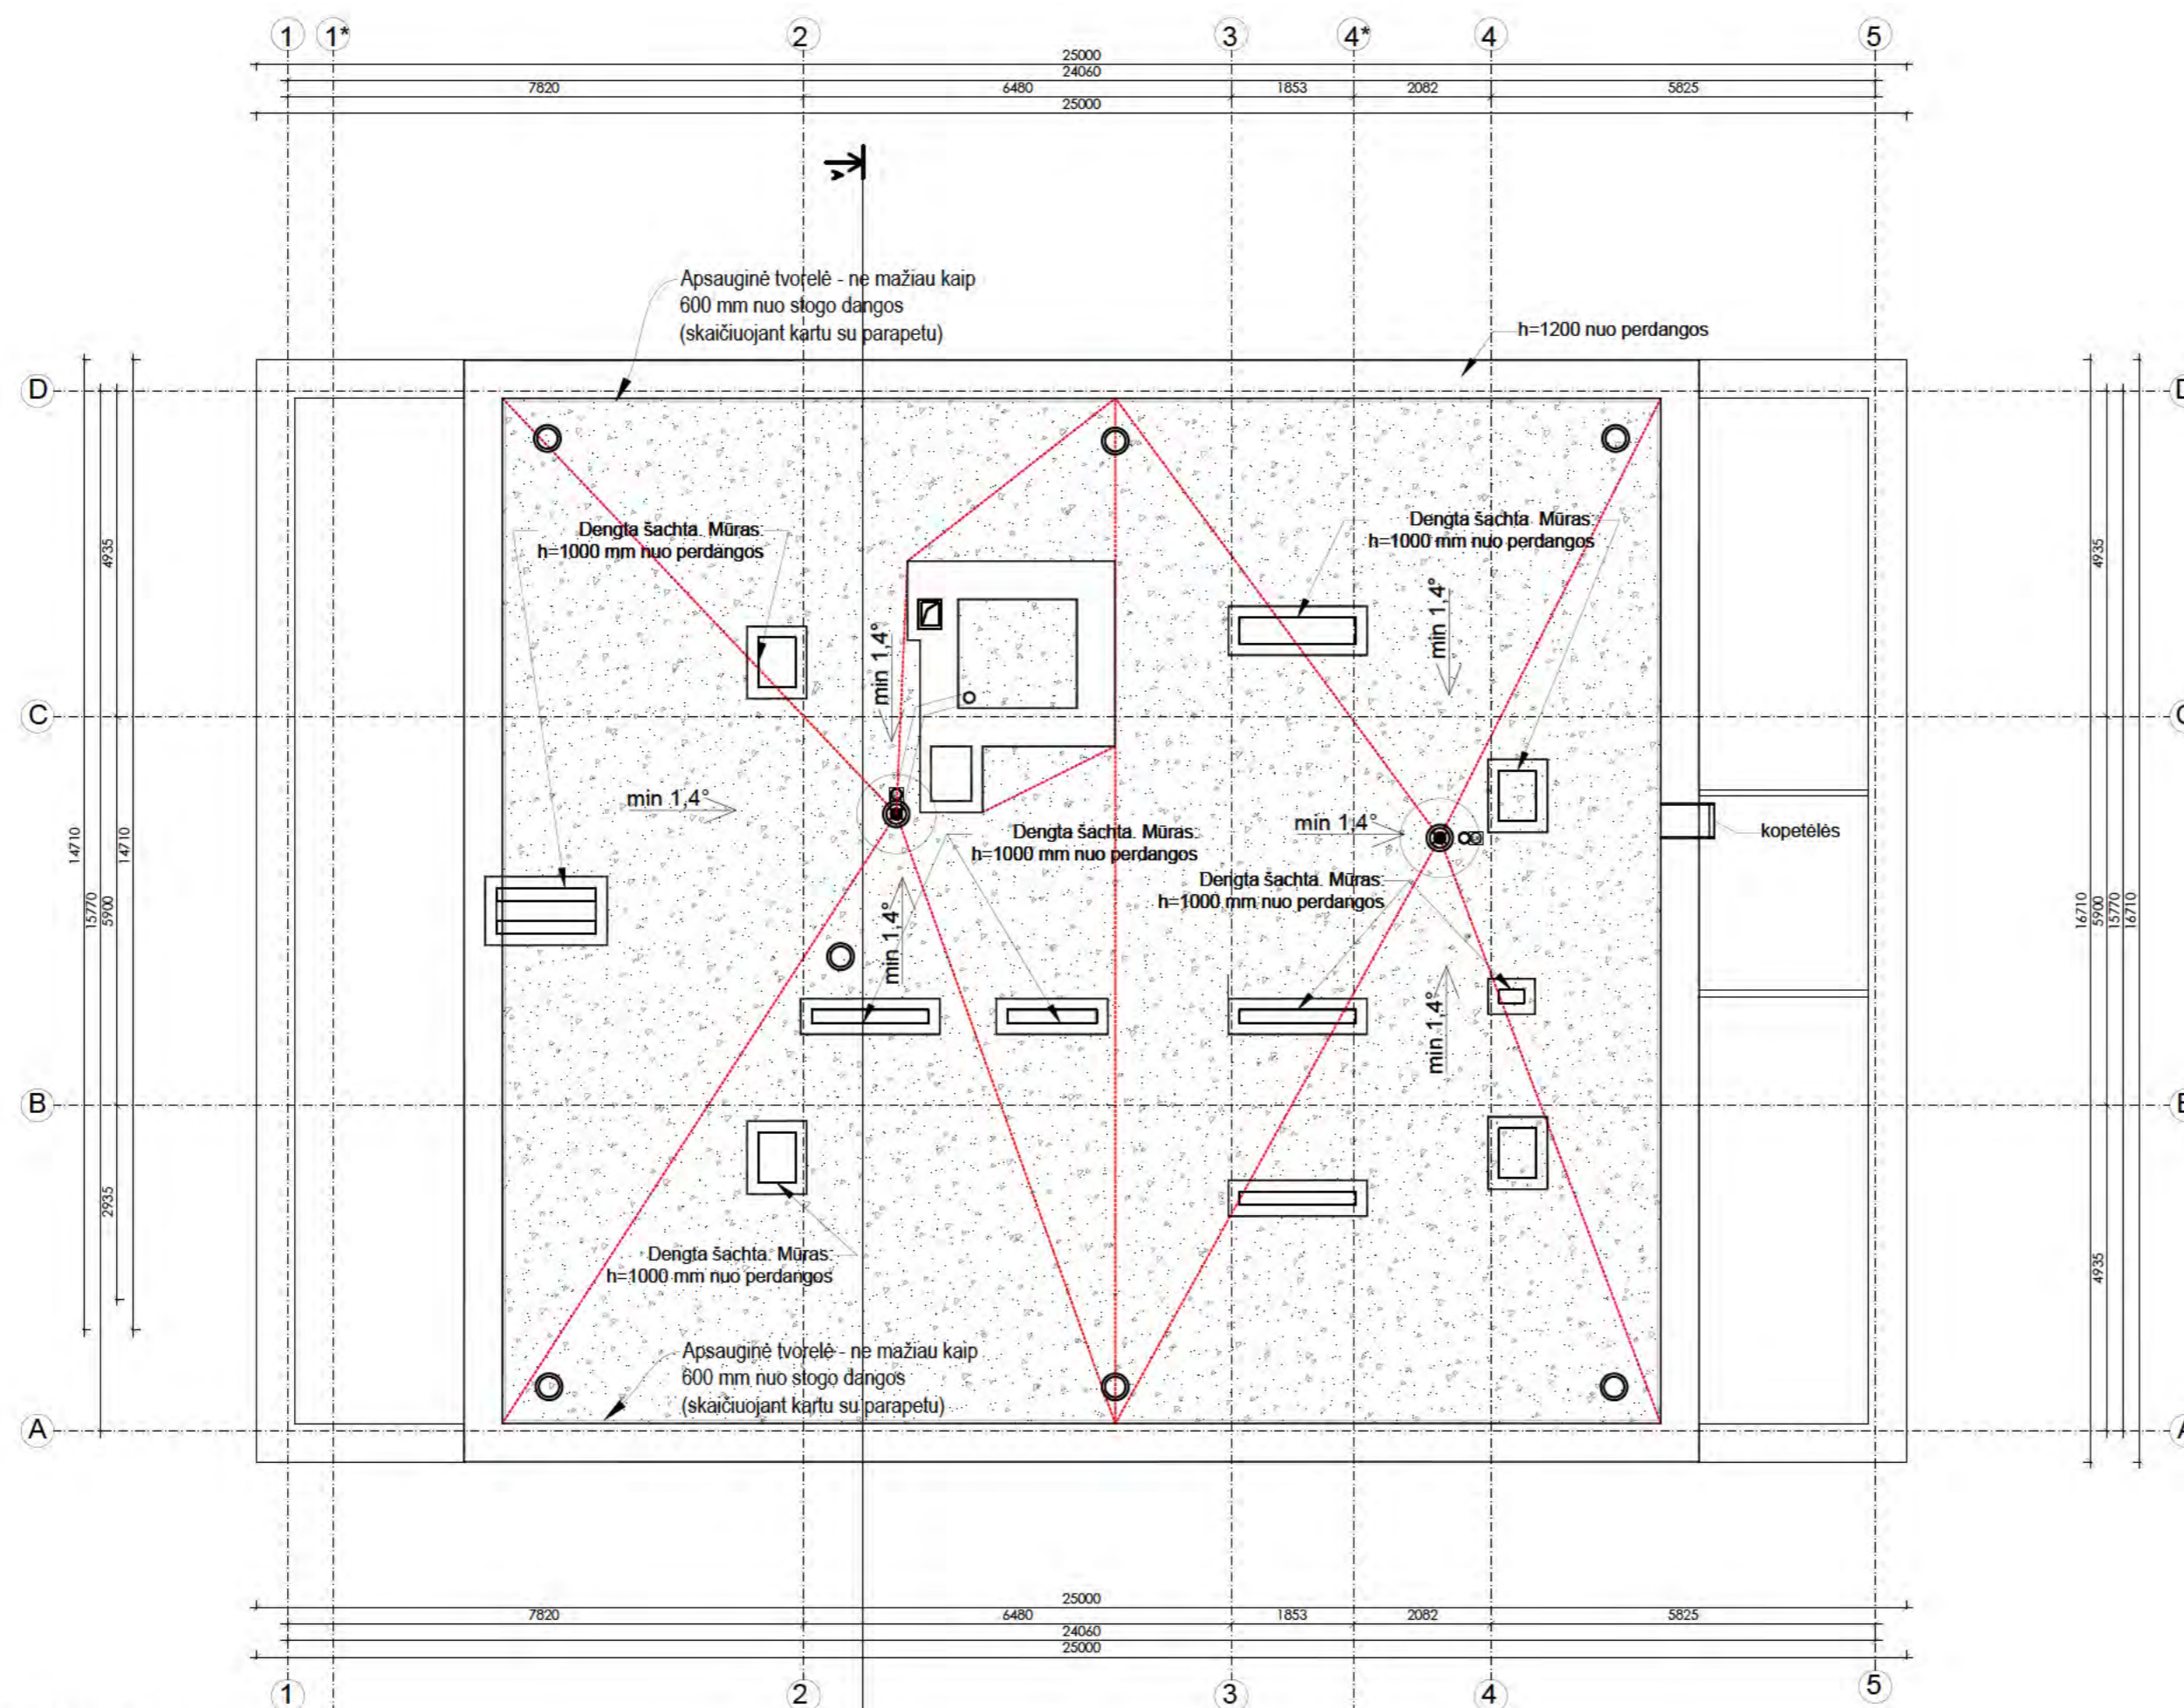 1 1* 2 3 4* 4 5
25000
24060
7820 6480 1853 2082 5825
25000
Apsauginė tvorelė - ne mažiau kaip
600 mm nuo stogo dangos
(skaičiuojant kartu su parapetu)
h=1200 nuo perdangos
D
Dengta šachta. Mūras:
h=1000 mm nuo perdangos
Dengta šachta. Mūras:
h=1000 mm nuo perdangos
4935
4935
min 1,4°
min 1,4°
C
min 1,4°
min 1,4°
kopetėlės
Dengta šachta. Mūras:
h=1000 mm nuo perdangos
Dengta šachta. Mūras:
h=1000 mm nuo perdangos
14710
15770
5900
14710
16710
5900
15770
16710
min 1,4°
min 1,4°
B
2935
4935
Dengta šachta. Mūras:
h=1000 mm nuo perdangos
Apsauginė tvorelė - ne mažiau kaip
600 mm nuo stogo dangos
(skaičiuojant kartu su parapetu)
A
25000
7820 6480 1853 2082 5825
24060
25000
1 2 3 4 5